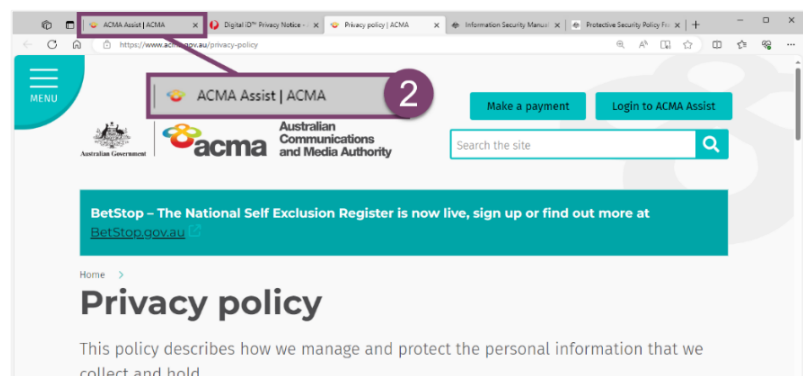 ACMA Assist | ACMA
Digital iD™ Privacy Notice -
Privacy policy | ACMA
Information Security Manual
Protective Security Policy Fr
https://www.acma.gov.au/privacy-policy
MENU
ACMA Assist | ACMA
2
Make a payment
Login to ACMA Assist
Australian Government
acma
Australian
Communications
and Media Authority
Search the site
BetStop – The National Self Exclusion Register is now live, sign up or find out more at
BetStop.gov.au
Home >
Privacy policy
This policy describes how we manage and protect the personal information that we
collect and hold